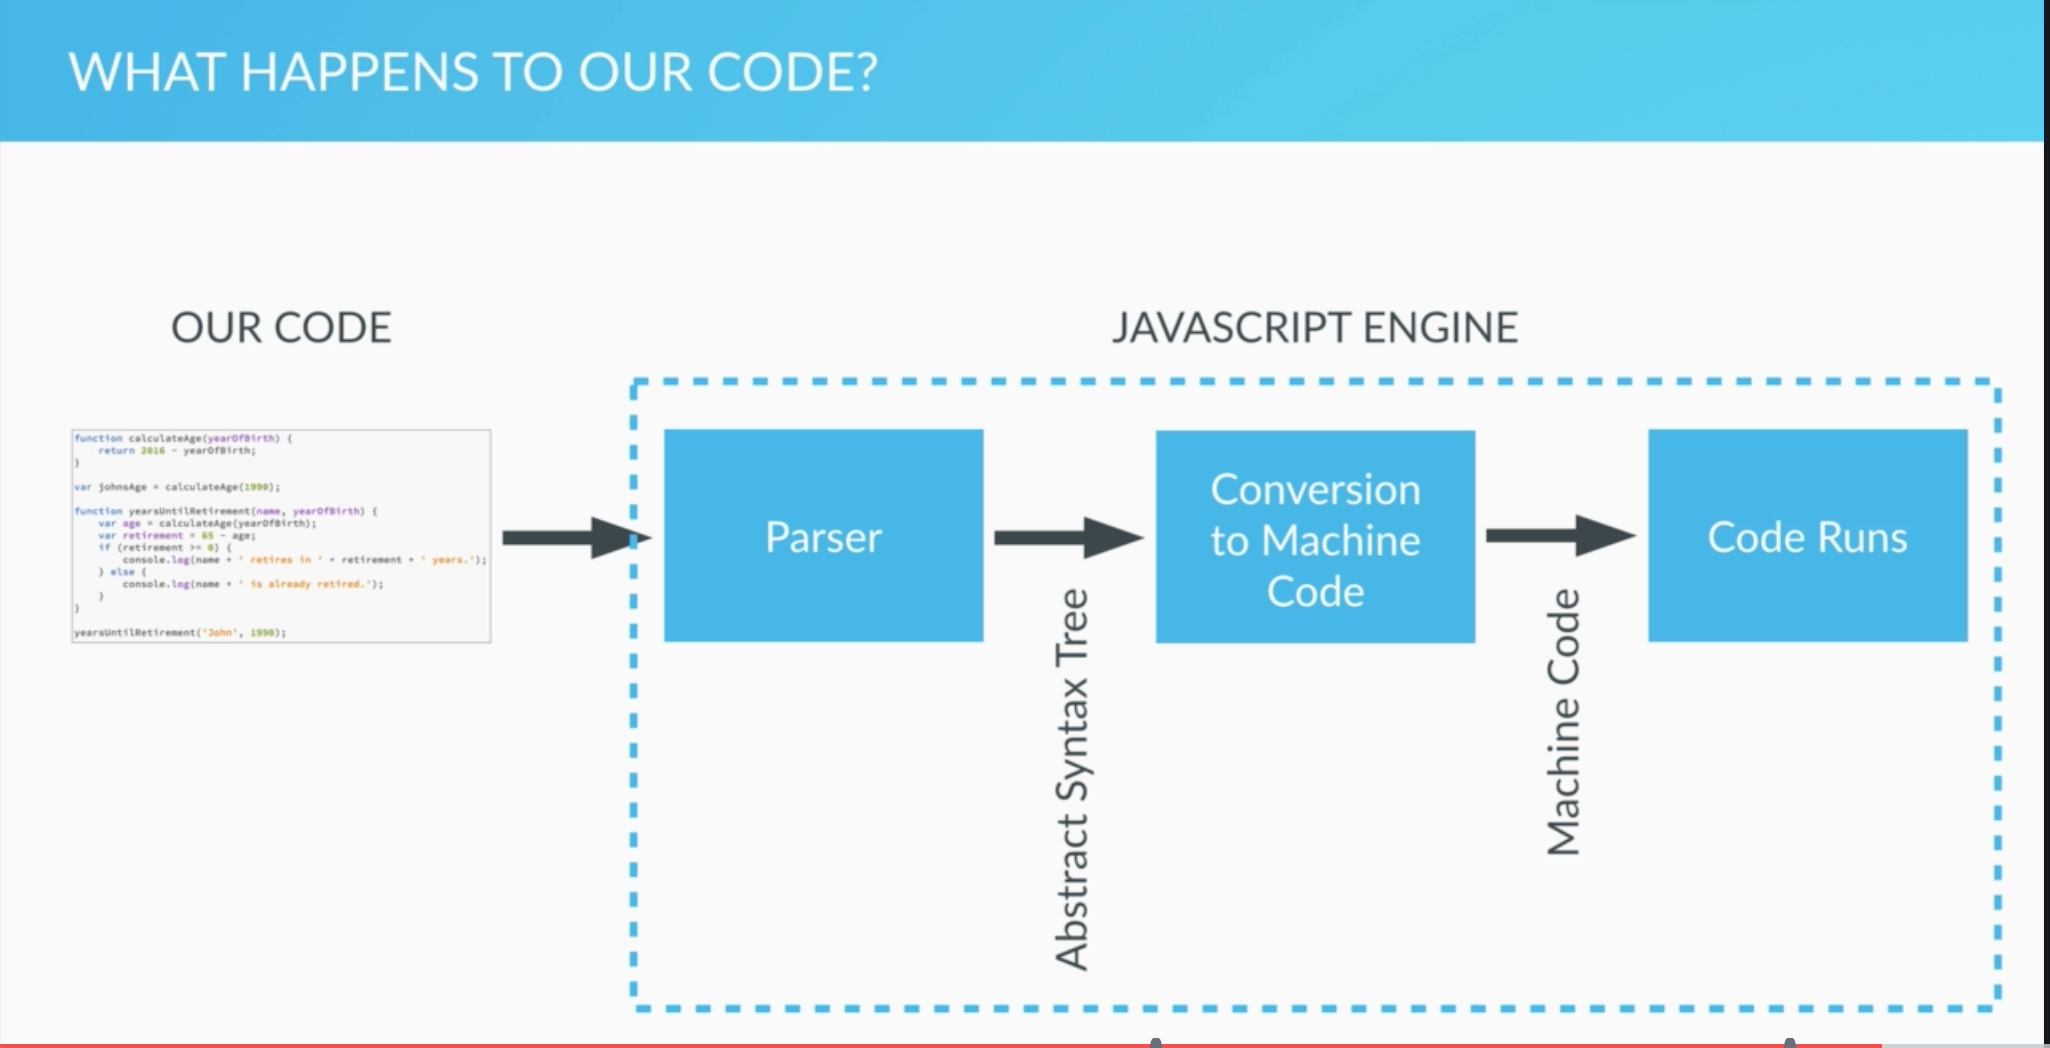 WHAT HAPPENS TO OUR CODE?
OUR CODE
function calculateAge(yearOfBirth) {
    return 2016 - yearOfBirth;
}
var johnsAge = calculateAge(1990);
function yearsUntilRetirement(name, yearOfBirth) {
    var age = calculateAge(yearOfBirth);
    var retirement = 65 - age;
    if (retirement >= 0) {
        console.log(name + ' retires in ' + retirement + ' years.');
    } else {
        console.log(name + ' is already retired.');
    }
}
yearsUntilRetirement('John', 1990);
JAVASCRIPT ENGINE
Parser
Abstract Syntax Tree
Conversion
to Machine
Code
Machine Code
Code Runs